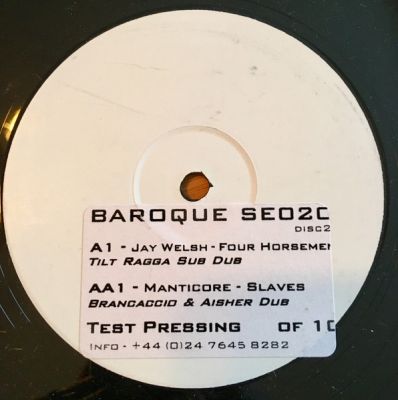 BAROQUE SE020
DISC2
A1 - JAY WELSH - FOUR HORSEMEN
TILT RAGGA SUB DUB
AA1 - MANTICORE - SLAVES
BRANCACCIO & AISHER DUB
TEST PRESSING OF 10
INFO - +44 (0)24 7645 8282